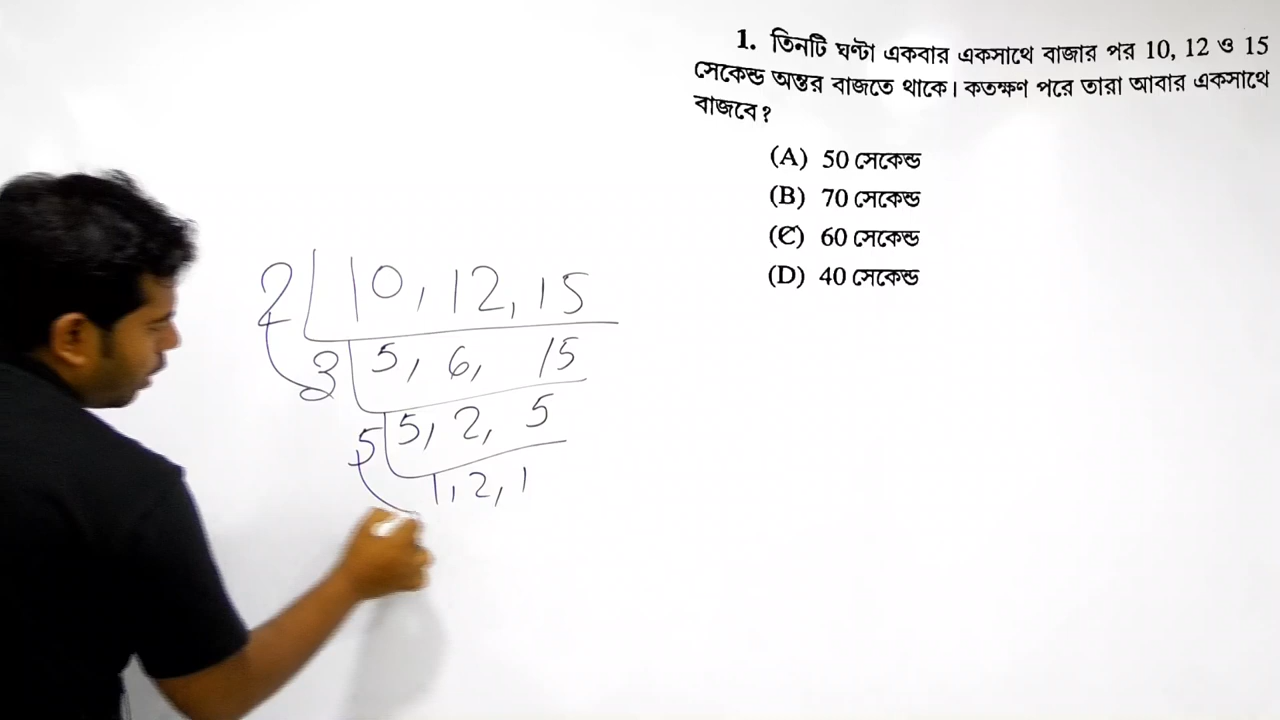 1. তিনটি ঘণ্টা একবার একসাথে বাজার পর 10, 12 ও 15
সেকেন্ড অন্তর বাজতে থাকে। কতক্ষণ পরে তারা আবার একসাথে
বাজবে?
(A) 50 সেকেন্ড
(B) 70 সেকেন্ড
(C) 60 সেকেন্ড
(D) 40 সেকেন্ড
2 10, 12, 15
3 5, 6, 15
5 5, 2, 5
1, 2, 1